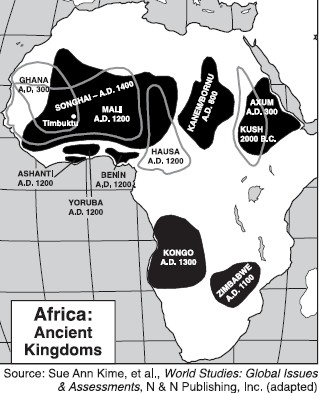 GHANA
A.D. 300
SONGHAI – A.D. 1400
MALI
A.D. 1200
Timbuktu
KANEM/BORNU
A.D. 800
AXUM
A.D. 300
KUSH
2000 B.C.
HAUSA
A.D. 1200
ASHANTI
A.D. 1200
BENIN
A.D. 1200
YORUBA
A.D. 1200
KONGO
A.D. 1300
ZIMBABWE
A.D. 1100
Africa:
Ancient
Kingdoms
Source: Sue Ann Kime, et al., World Studies: Global Issues
& Assessments, N & N Publishing, Inc. (adapted)